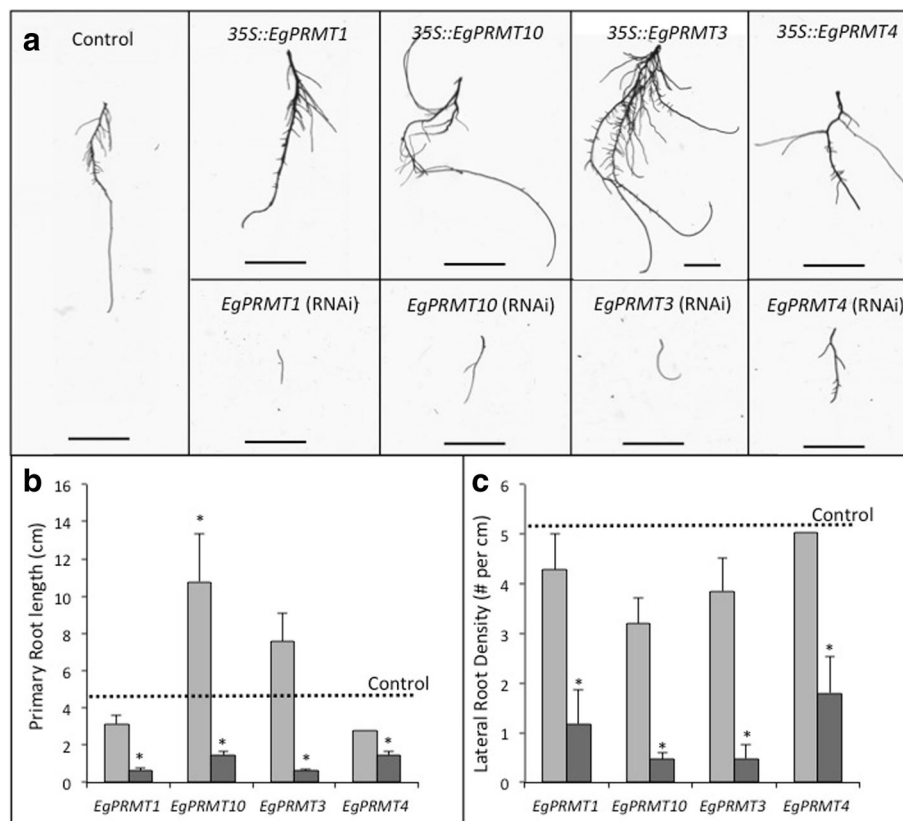 a
Control
35S::EgPRMT1
35S::EgPRMT10
35S::EgPRMT3
35S::EgPRMT4
EgPRMT1 (RNAi)
EgPRMT10 (RNAi)
EgPRMT3 (RNAi)
EgPRMT4 (RNAi)
b
Primary Root length (cm)
16
14
12
10
8
6
4
2
0
*
*
*
*
*
Control
EgPRMT1
EgPRMT10
EgPRMT3
EgPRMT4
c
Lateral Root Density (# per cm)
6
5
4
3
2
1
0
*
*
*
*
Control
EgPRMT1
EgPRMT10
EgPRMT3
EgPRMT4